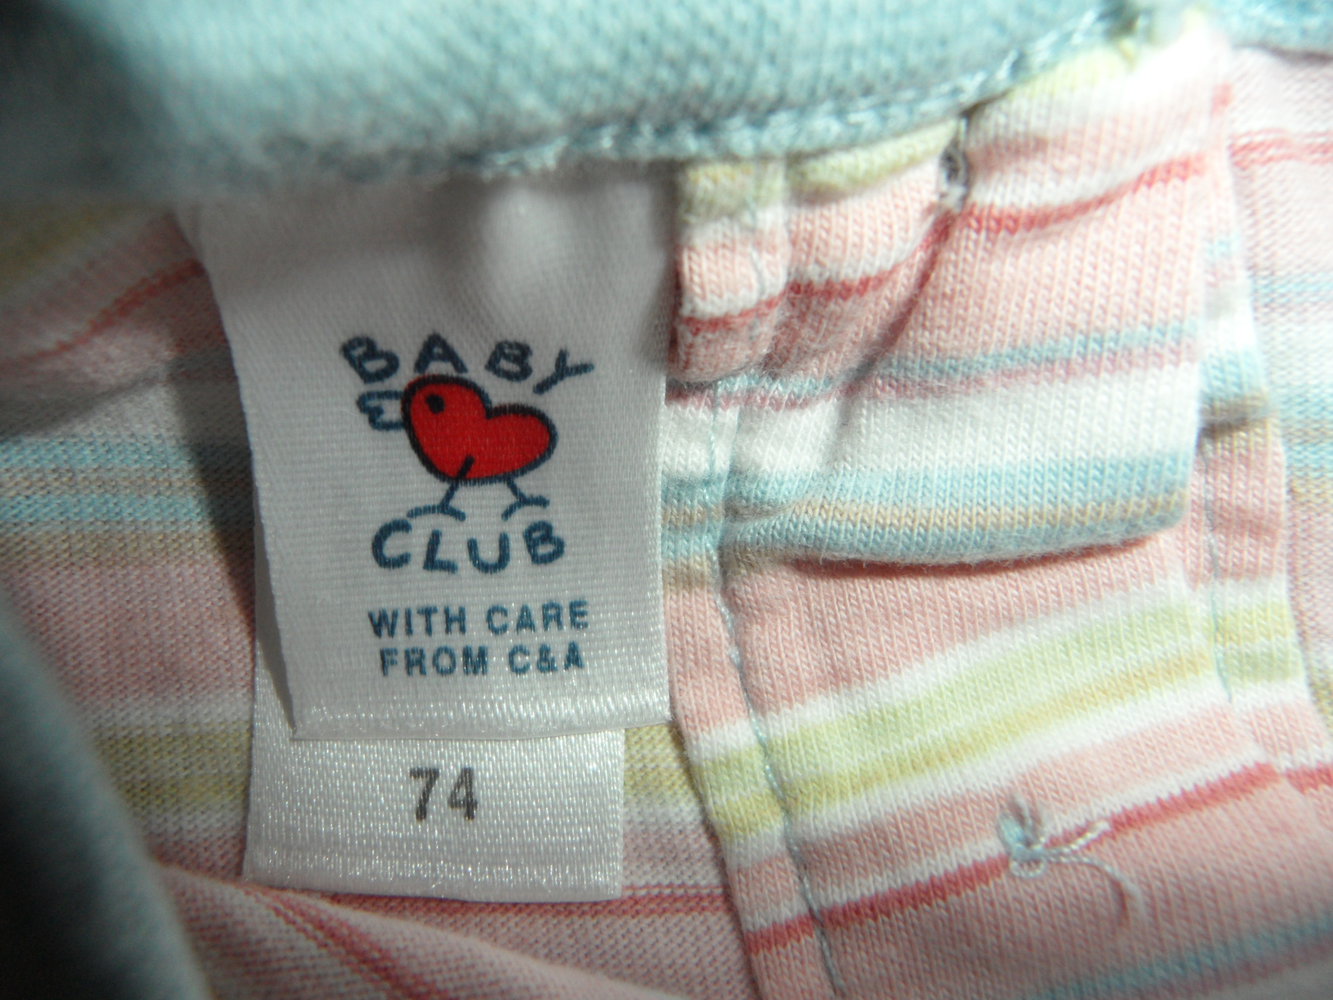 BABY
CLUB
WITH CARE
FROM C&A
74